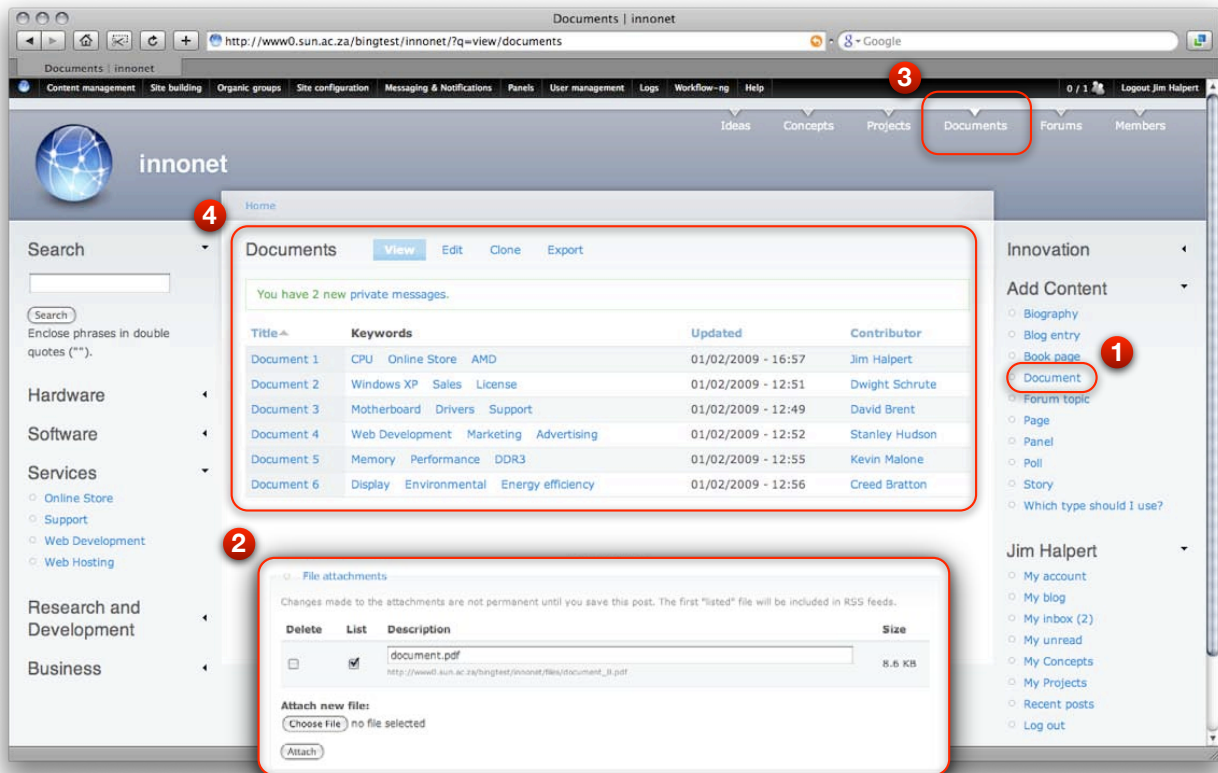 Documents | innonet
http://www0.sun.ac.za/bingtest/innonet/?q=view/documents
Google
Documents | innonet
Content management Site building Organic groups Site configuration Messaging & Notifications Panels User management Logs Workflow-ng Help 0 / 1 Logout Jim Halpert
3
Ideas Concepts Projects Documents Forums Members
innonet
4
Home
Search
Search
Enclose phrases in double
quotes ("").
Hardware
Software
Services
Online Store
Support
Web Development
Web Hosting
Research and
Development
Business
Documents View Edit Clone Export
You have 2 new private messages.
Title Keywords Updated Contributor
Document 1 CPU Online Store AMD 01/02/2009 - 16:57 Jim Halpert
Document 2 Windows XP Sales License 01/02/2009 - 12:51 Dwight Schrute
Document 3 Motherboard Drivers Support 01/02/2009 - 12:49 David Brent
Document 4 Web Development Marketing Advertising 01/02/2009 - 12:52 Stanley Hudson
Document 5 Memory Performance DDR3 01/02/2009 - 12:55 Kevin Malone
Document 6 Display Environmental Energy efficiency 01/02/2009 - 12:56 Creed Bratton
2
File attachments
Changes made to the attachments are not permanent until you save this post. The first "listed" file will be included in RSS feeds.
Delete List Description Size
document.pdf
http://www0.sun.ac.za/bingtest/innonet/files/document_0.pdf
8.6 KB
Attach new file:
Choose File no file selected
Attach
Innovation
Add Content
Biography
Blog entry
Book page
1
Document
Forum topic
Page
Panel
Poll
Story
Which type should I use?
Jim Halpert
My account
My blog
My inbox (2)
My unread
My Concepts
My Projects
Recent posts
Log out